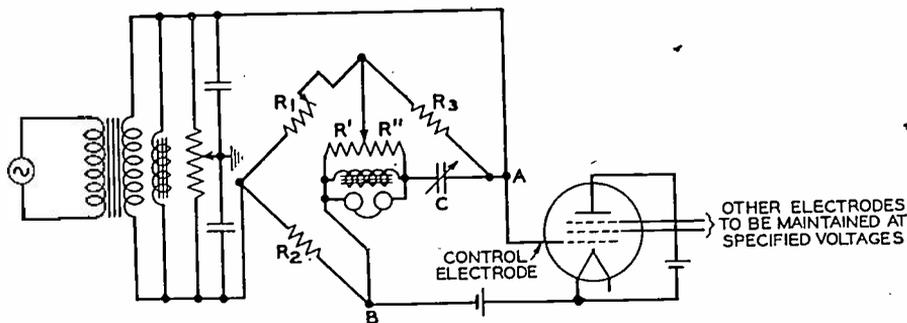 R1
R3
R' R"
C
A
R2
B
CONTROL
ELECTRODE
OTHER ELECTRODES
TO BE MAINTAINED AT
SPECIFIED VOLTAGES